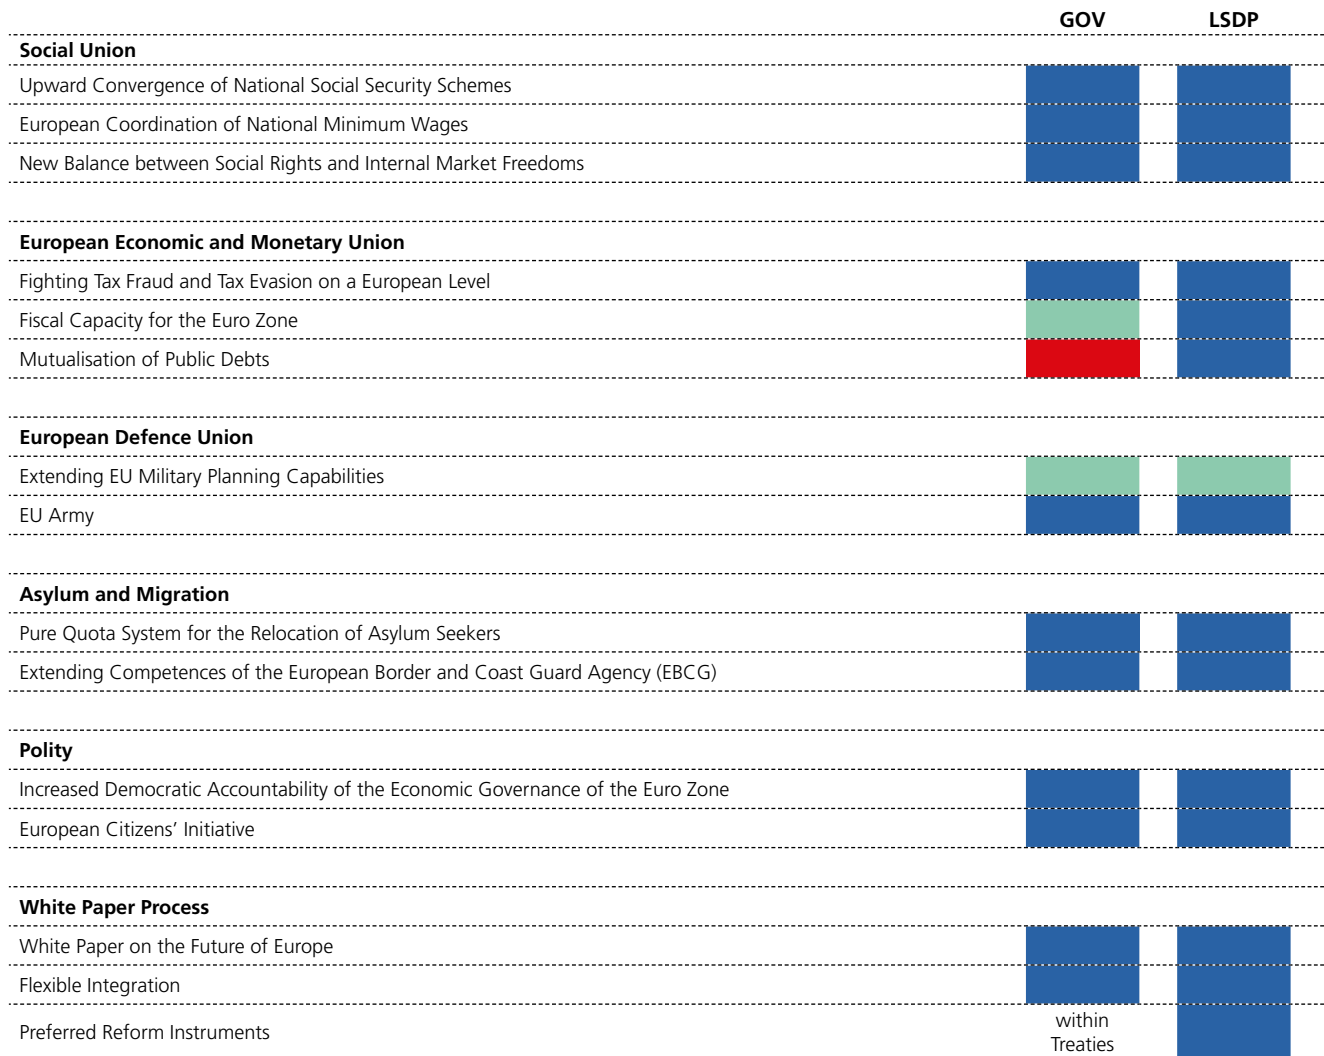 GOV LSDP
Social Union
Upward Convergence of National Social Security Schemes
European Coordination of National Minimum Wages
New Balance between Social Rights and Internal Market Freedoms
European Economic and Monetary Union
Fighting Tax Fraud and Tax Evasion on a European Level
Fiscal Capacity for the Euro Zone
Mutualisation of Public Debts
European Defence Union
Extending EU Military Planning Capabilities
EU Army
Asylum and Migration
Pure Quota System for the Relocation of Asylum Seekers
Extending Competences of the European Border and Coast Guard Agency (EBCG)
Polity
Increased Democratic Accountability of the Economic Governance of the Euro Zone
European Citizens’ Initiative
White Paper Process
White Paper on the Future of Europe
Flexible Integration
Preferred Reform Instruments
within
Treaties